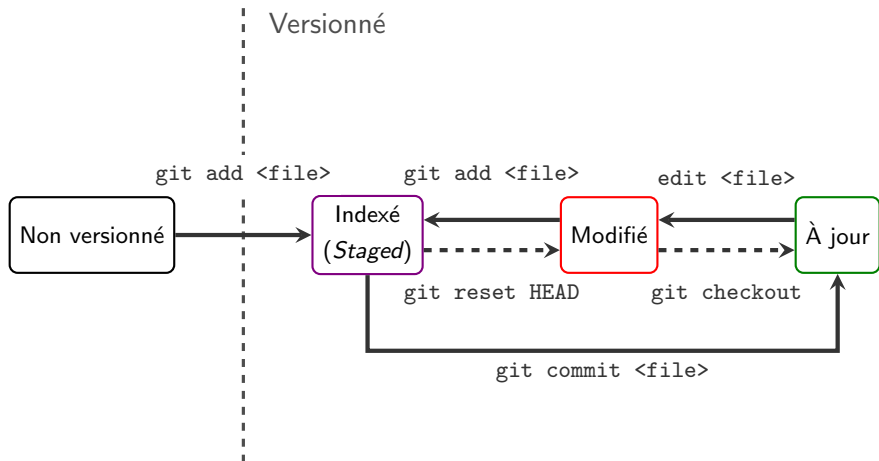 Versionné
git add <file>
git add <file>
edit <file>
Non versionné
Indexé
(Staged)
Modifié
À jour
git reset HEAD
git checkout
git commit <file>